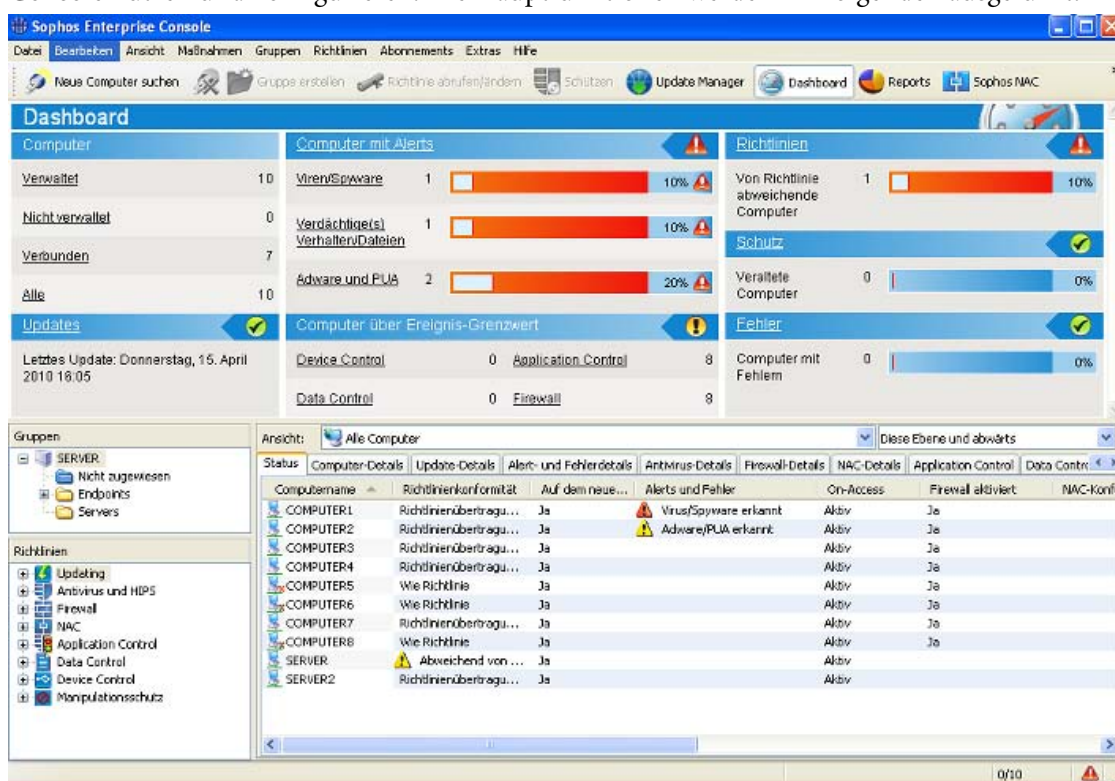 Sophos Enterprise Console
Datei Bearbeiten Ansicht Maßnahmen Gruppen Richtlinien Abonnements Extras Hilfe
Neue Computer suchen Gruppe erstellen Richtlinie abrufen/ändern Schützen Update Manager Dashboard Reports Sophos NAC
Dashboard
Computer
Verwaltet 10
Nicht verwaltet 0
Verbunden 7
Alle 10
Updates
Letztes Update: Donnerstag, 15. April
2010 16:05
Computer mit Alerts
Viren/Spyware 1 10%
Verdächtige(s)
Verhalten/Dateien 1 10%
Adware und PUA 2 20%
Computer über Ereignis-Grenzwert
Device Control 0 Application Control 8
Data Control 0 Firewall 8
Richtlinien
Von Richtlinie
abweichende
Computer 1 10%
Schutz
Veraltete
Computer 0 0%
Fehler
Computer mit
Fehlern 0 0%
Gruppen
SERVER
Nicht zugewiesen
Endpoints
Servers
Richtlinien
Updating
Antivirus und HIPS
Firewall
NAC
Application Control
Data Control
Device Control
Manipulationsschutz
Ansicht: Alle Computer Diese Ebene und abwärts
Status Computer-Details Update-Details Alert- und Fehlerdetails Antivirus-Details Firewall-Details NAC-Details Application Control Data Contro
Computername Richtlinienkonformität Auf dem neue... Alerts und Fehler On-Access Firewall aktiviert NAC-Konf
COMPUTER1 Richtlinienübertragu... Ja Virus/Spyware erkannt Aktiv Ja
COMPUTER2 Richtlinienübertragu... Ja Adware/PUA erkannt Aktiv Ja
COMPUTER3 Richtlinienübertragu... Ja Aktiv Ja
COMPUTER4 Richtlinienübertragu... Ja Aktiv Ja
COMPUTER5 Wie Richtlinie Ja Aktiv Ja
COMPUTER6 Wie Richtlinie Ja Aktiv Ja
COMPUTER7 Richtlinienübertragu... Ja Aktiv Ja
COMPUTER8 Wie Richtlinie Ja Aktiv Ja
SERVER Abweichend von ... Ja Aktiv
SERVER2 Richtlinienübertragu... Ja Aktiv
0/10